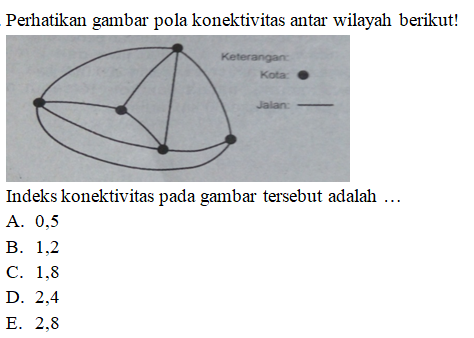 Perhatikan gambar pola konektivitas antar wilayah berikut!
Keterangan:
Kota:
Jalan:
Indeks konektivitas pada gambar tersebut adalah …
A. 0,5
B. 1,2
C. 1,8
D. 2,4
E. 2,8